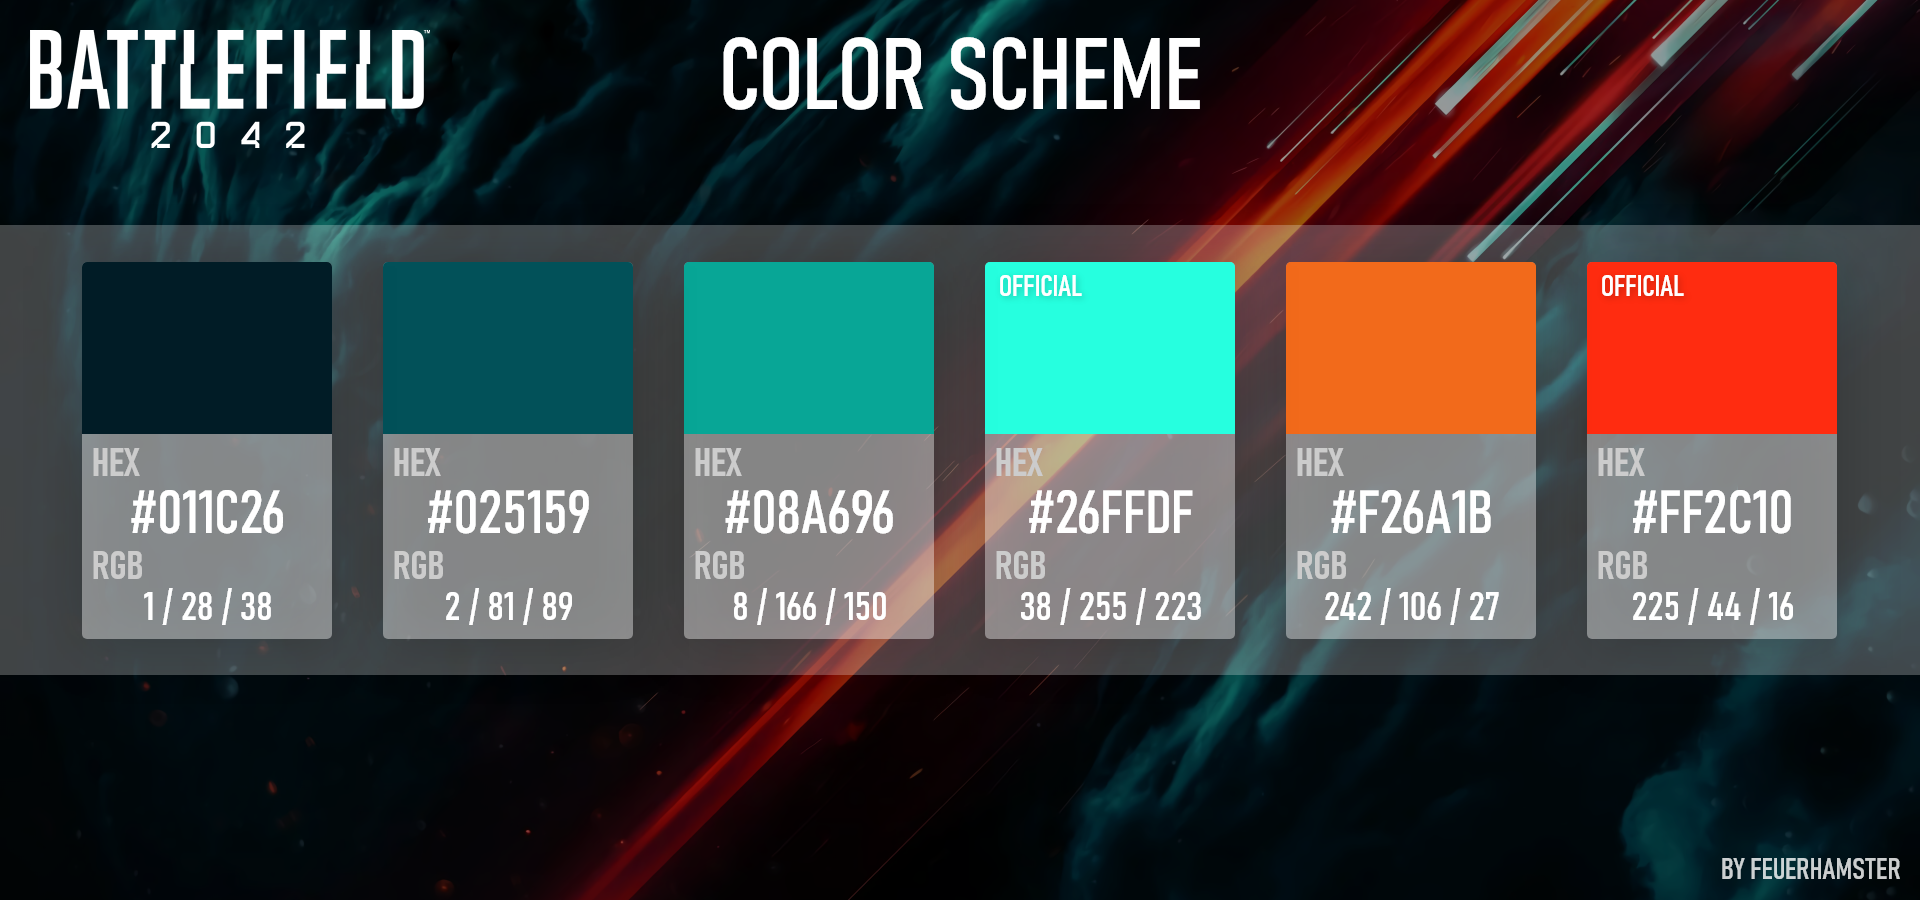 BATTLEFIELD™
2042
COLOR SCHEME
OFFICIAL
OFFICIAL
HEX
#011C26
RGB
1 / 28 / 38
HEX
#025159
RGB
2 / 81 / 89
HEX
#08A696
RGB
8 / 166 / 150
HEX
#26FFDF
RGB
38 / 255 / 223
HEX
#F26A1B
RGB
242 / 106 / 27
HEX
#FF2C10
RGB
225 / 44 / 16
BY FEUERHAMSTER